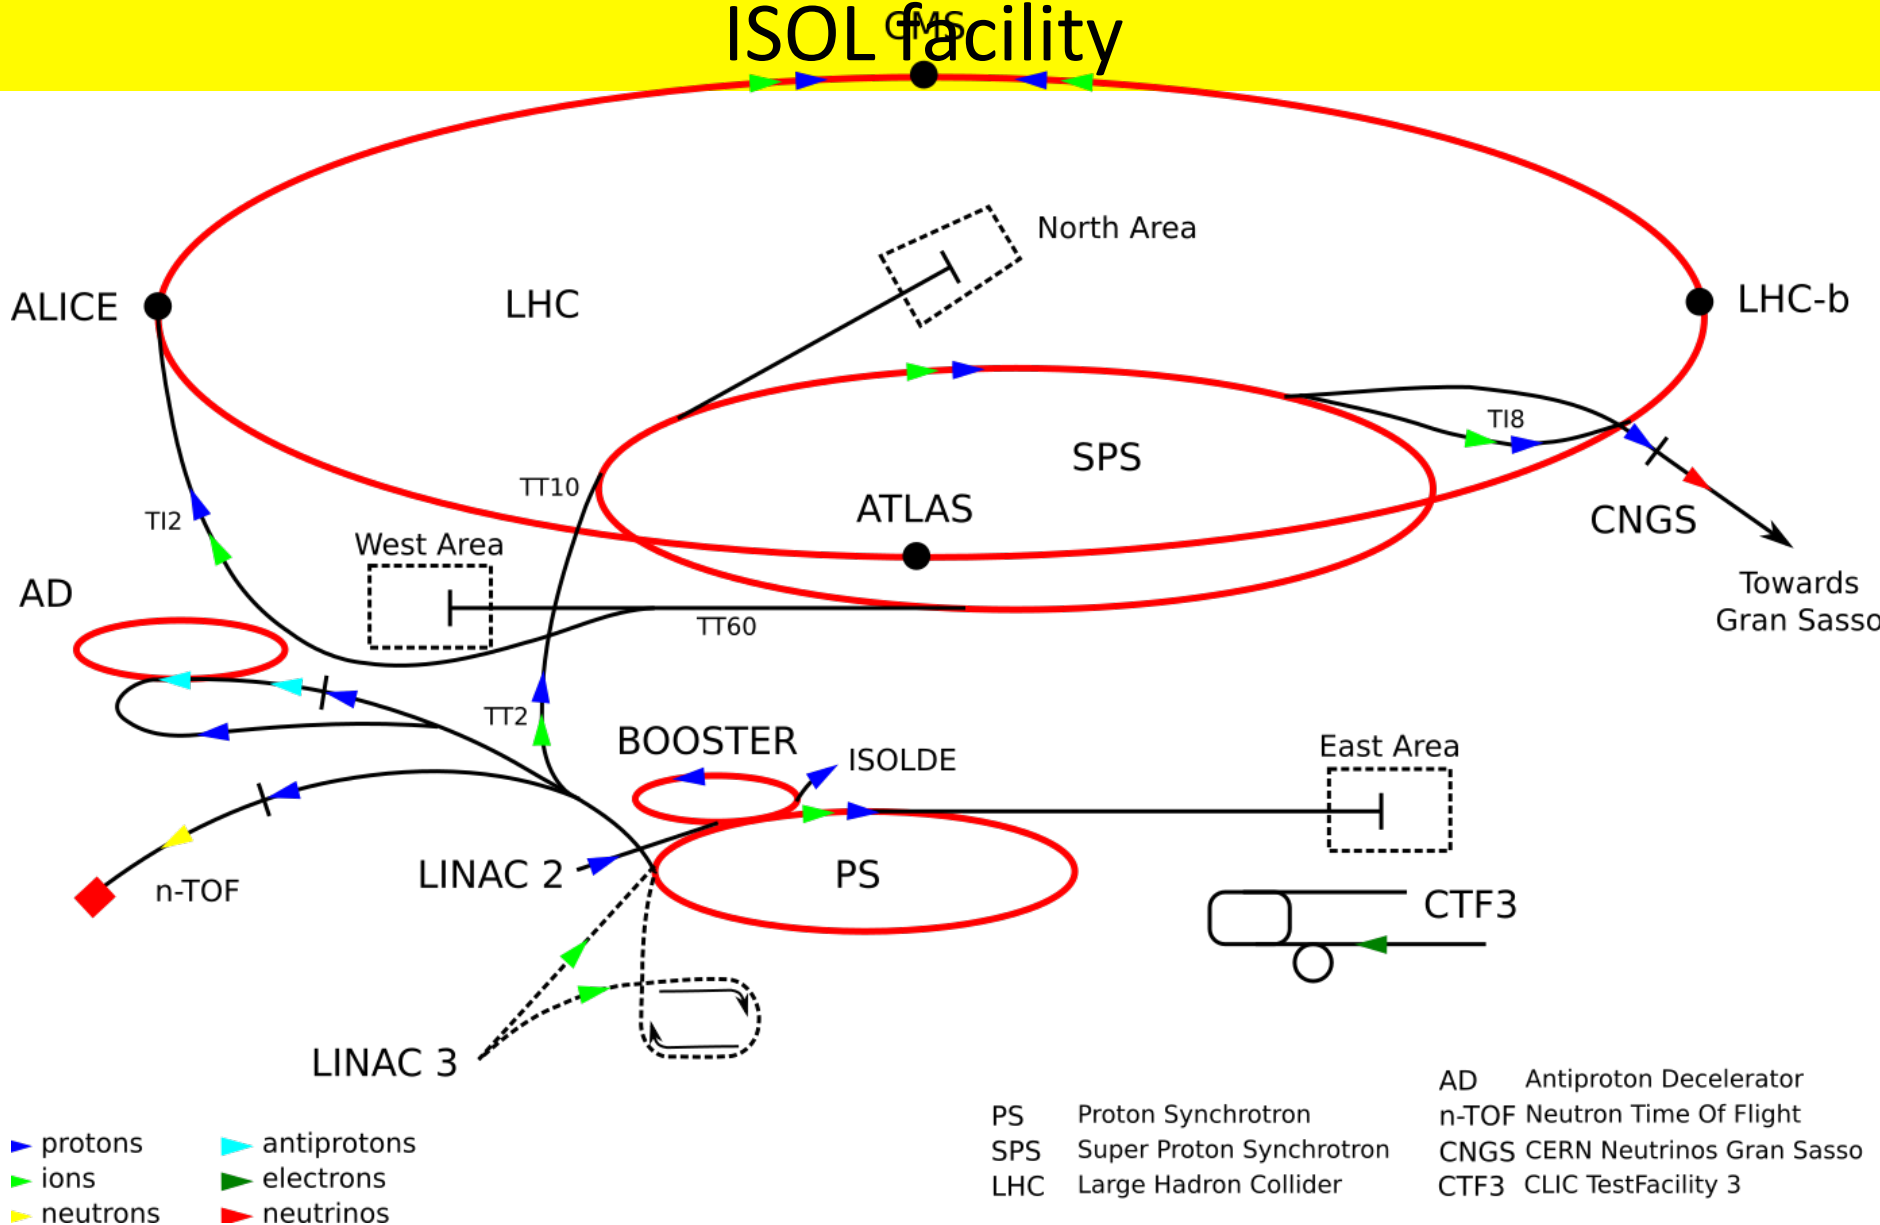 ISOL facility
CMS
North Area
ALICE
LHC
LHC-b
TI8
SPS
TT10
ATLAS
TI2
CNGS
West Area
AD
Towards
Gran Sasso
TT60
TT2
BOOSTER
ISOLDE
East Area
LINAC 2
PS
n-TOF
CTF3
LINAC 3
protons
ions
neutrons
antiprotons
electrons
neutrinos
PS Proton Synchrotron
SPS Super Proton Synchrotron
LHC Large Hadron Collider
AD Antiproton Decelerator
n-TOF Neutron Time Of Flight
CNGS CERN Neutrinos Gran Sasso
CTF3 CLIC TestFacility 3